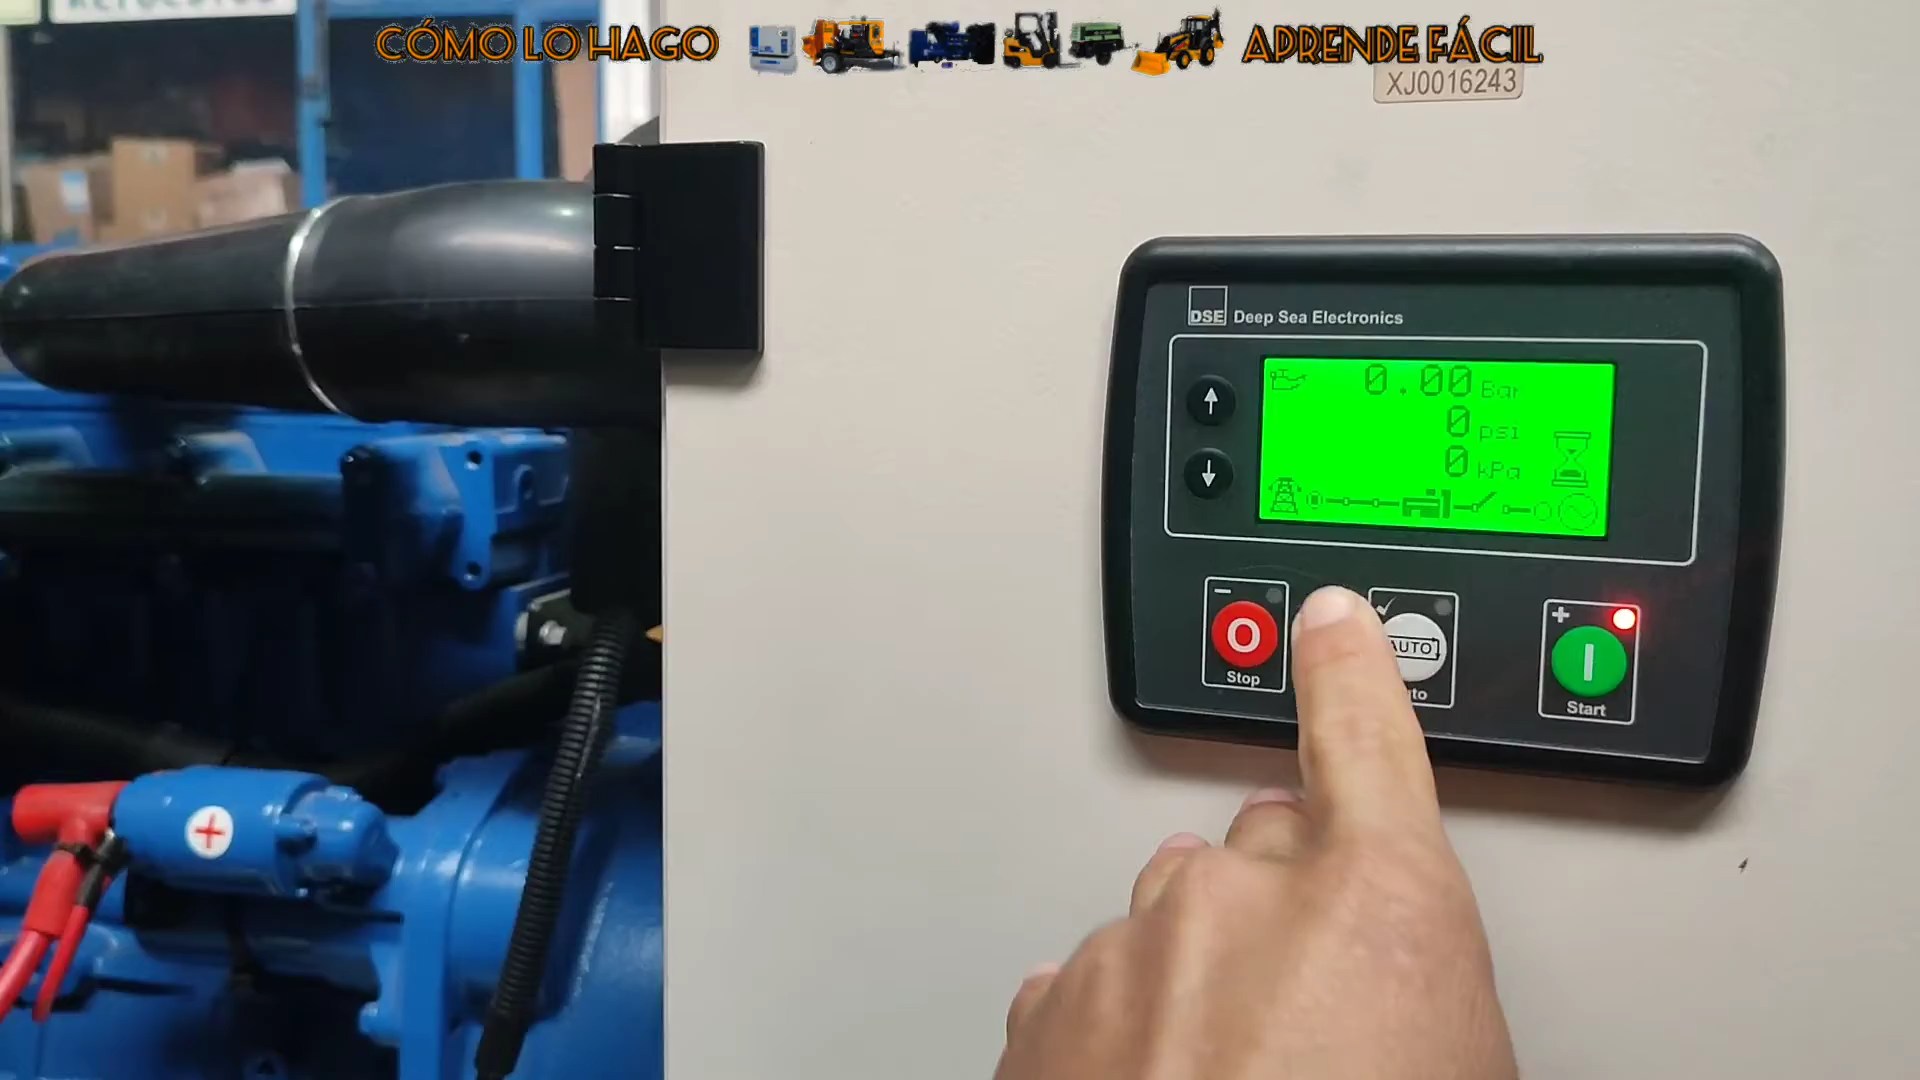 CÓMO LO HAGO APRENDE FÁCIL
XJ0016243
DSE Deep Sea Electronics
0.00 Bar
0 psi
0 kPa
Stop
AUTO
Start